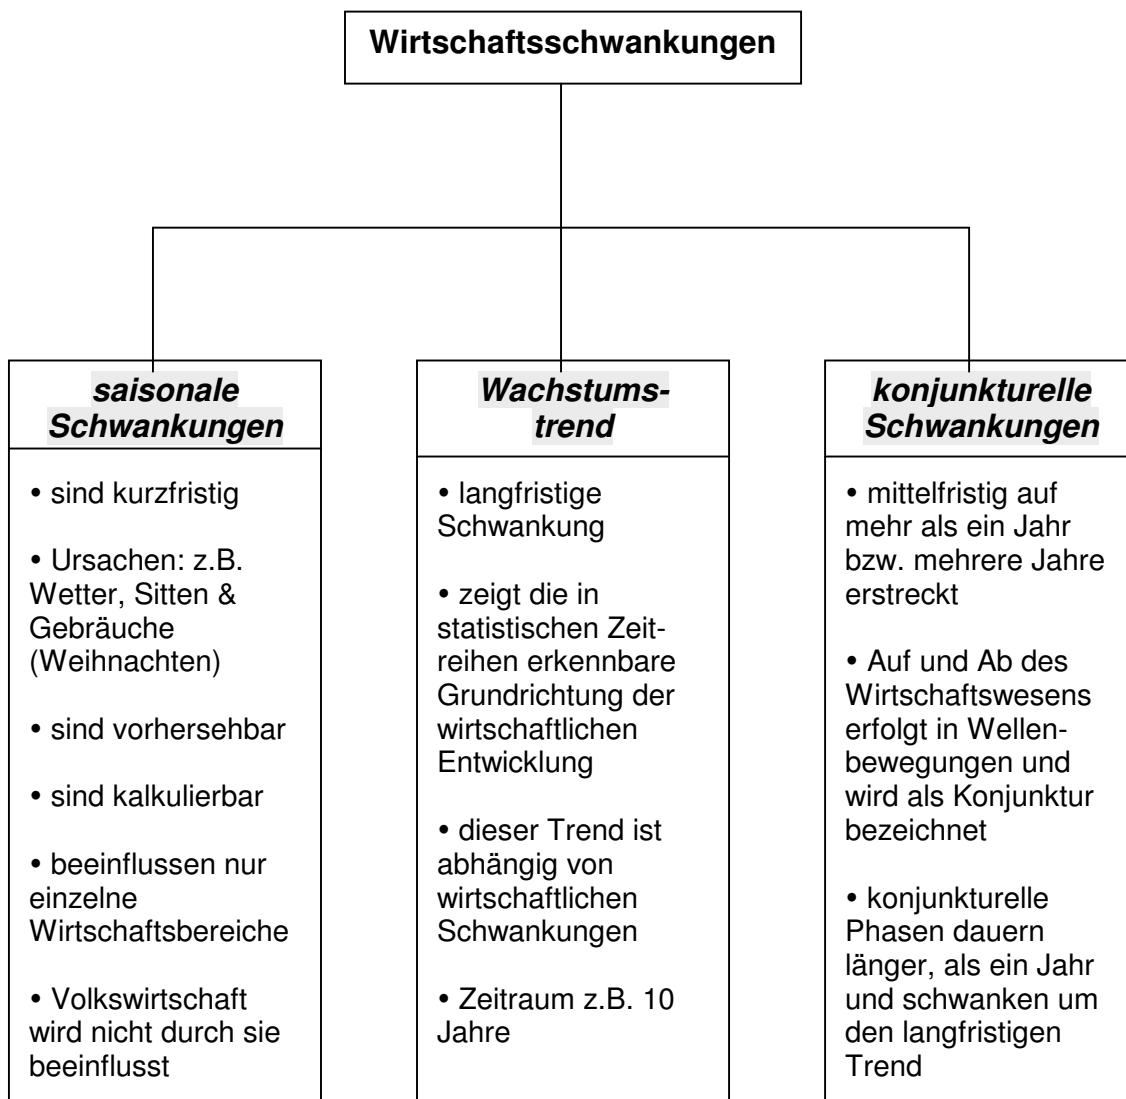 Wirtschaftsschwankungen
saisonale
Schwankungen
• sind kurzfristig
• Ursachen: z.B.
Wetter, Sitten &
Gebräuche
(Weihnachten)
• sind vorhersehbar
• sind kalkulierbar
• beeinflussen nur
einzelne
Wirtschaftsbereiche
• Volkswirtschaft
wird nicht durch sie
beeinflusst
Wachstums-
trend
• langfristige
Schwankung
• zeigt die in
statistischen Zeit-
reihen erkennbare
Grundrichtung der
wirtschaftlichen
Entwicklung
• dieser Trend ist
abhängig von
wirtschaftlichen
Schwankungen
• Zeitraum z.B. 10
Jahre
konjunkturelle
Schwankungen
• mittelfristig auf
mehr als ein Jahr
bzw. mehrere Jahre
erstreckt
• Auf und Ab des
Wirtschaftswesens
erfolgt in Wellen-
bewegungen und
wird als Konjunktur
bezeichnet
• konjunkturelle
Phasen dauern
länger, als ein Jahr
und schwanken um
den langfristigen
Trend